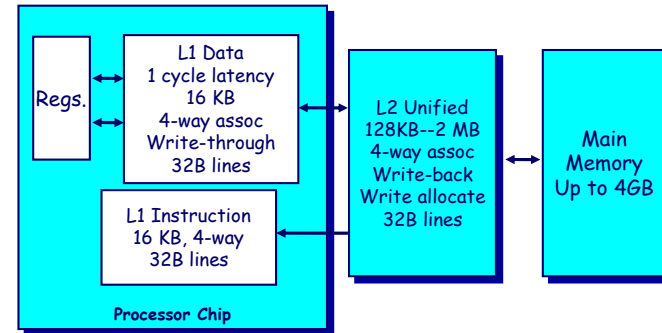 Regs.
L1 Data
1 cycle latency
16 KB
4-way assoc
Write-through
32B lines
L1 Instruction
16 KB, 4-way
32B lines
Processor Chip
L2 Unified
128KB--2 MB
4-way assoc
Write-back
Write allocate
32B lines
Main
Memory
Up to 4GB